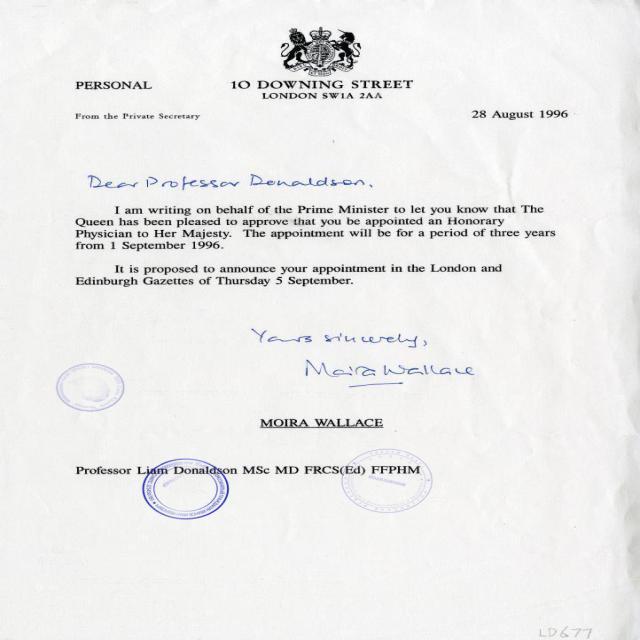 PERSONAL
10 DOWNING STREET
LONDON SW1A 2AA
From the Private Secretary
28 August 1996
Dear Professor Donaldson,
I am writing on behalf of the Prime Minister to let you know that The
Queen has been pleased to approve that you be appointed an Honorary
Physician to Her Majesty. The appointment will be for a period of three years
from 1 September 1996.
It is proposed to announce your appointment in the London and
Edinburgh Gazettes of Thursday 5 September.
Yours sincerely,
Moira Wallace
MOIRA WALLACE
Professor Liam Donaldson MSc MD FRCS(Ed) FFPHM
LD677